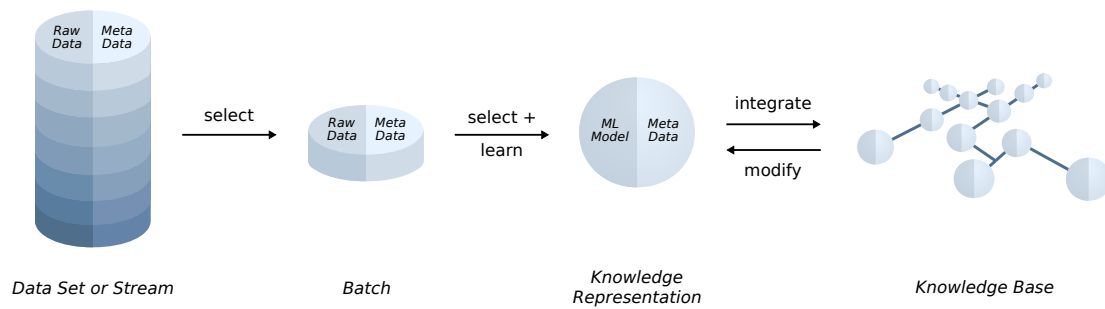 Raw Meta
Data Data
select
Raw Meta
Data Data
select +
learn
ML Meta
Model Data
integrate
modify
Data Set or Stream
Batch
Knowledge
Representation
Knowledge Base